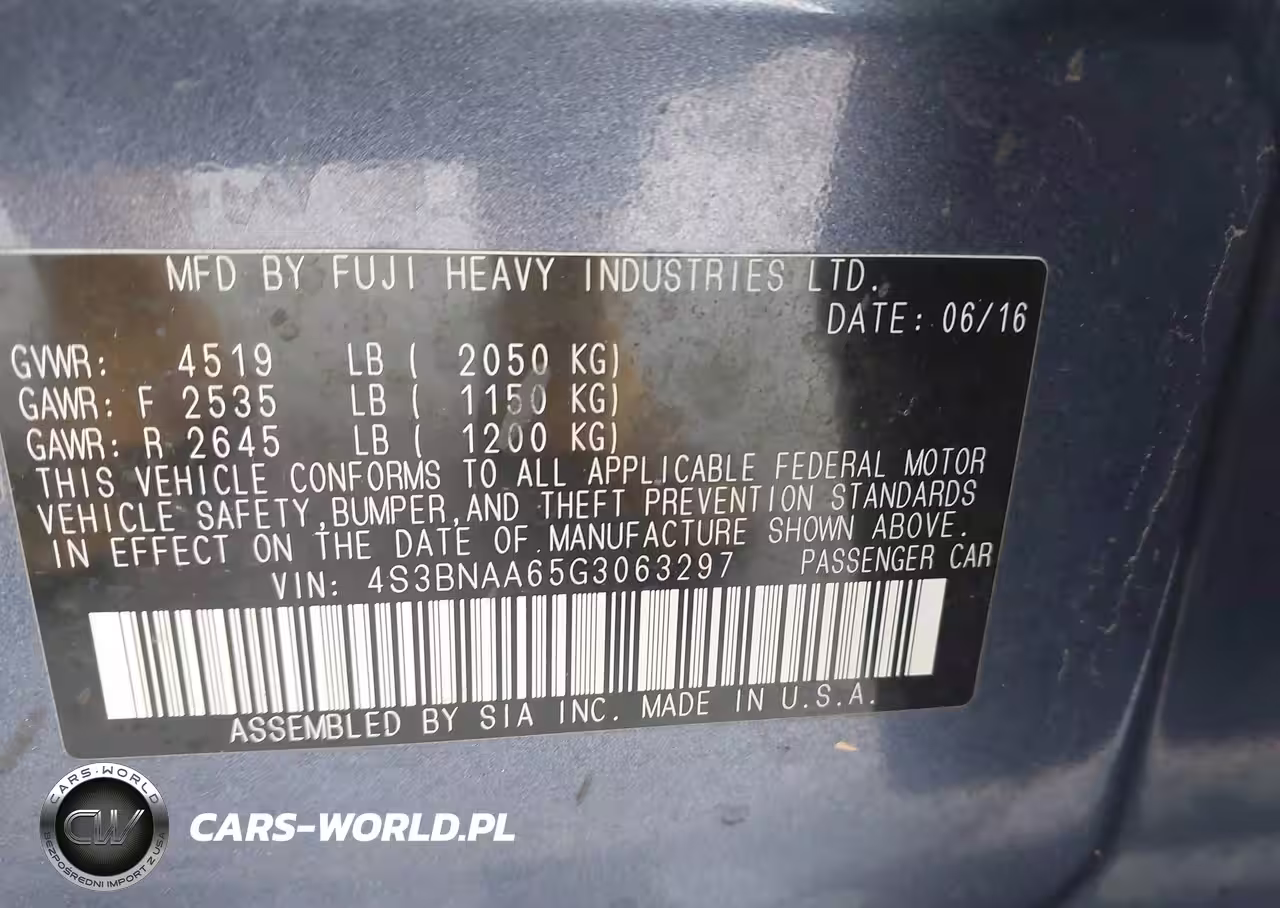 MFD BY FUJI HEAVY INDUSTRIES LTD.
DATE: 06/16
GVWR: 4519 LB ( 2050 KG)
GAWR: F 2535 LB ( 1150 KG)
GAWR: R 2645 LB ( 1200 KG)
THIS VEHICLE CONFORMS TO ALL APPLICABLE FEDERAL MOTOR
VEHICLE SAFETY,BUMPER,AND THEFT PREVENTION STANDARDS
IN EFFECT ON THE DATE OF MANUFACTURE SHOWN ABOVE.
VIN: 4S3BNAA65G3063297 PASSENGER CAR
ASSEMBLED BY SIA INC. MADE IN U.S.A.
CARS-WORLD
CW
BEZPOŚREDNI IMPORT Z USA
CARS-WORLD.PL